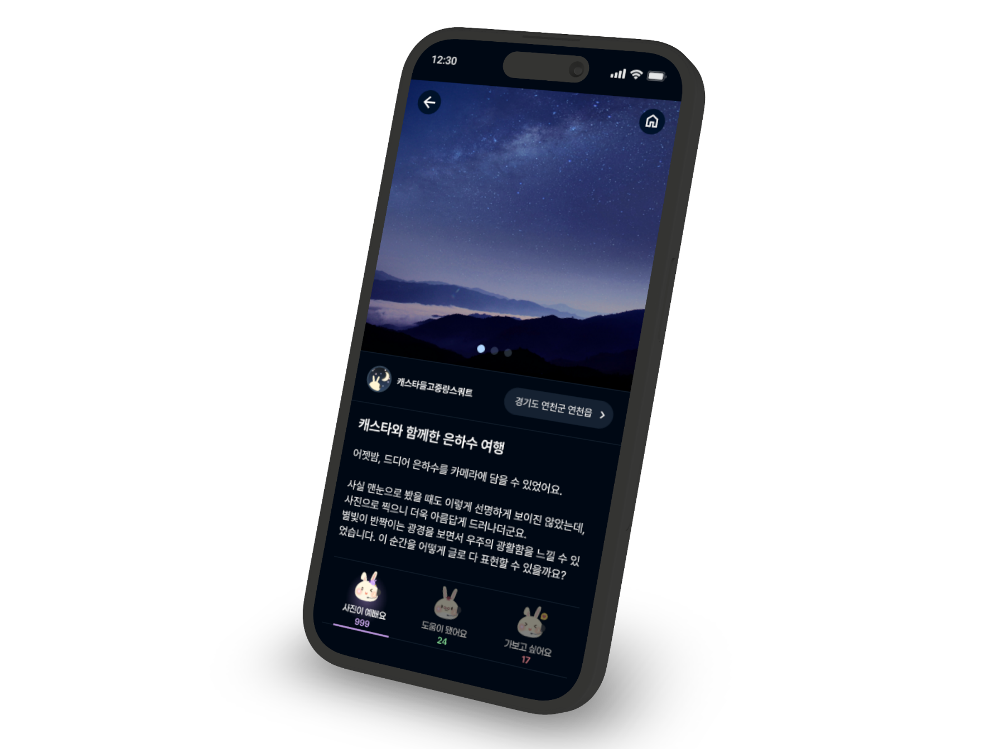 12:30
캐스타들고중량스쿼트
경기도 연천군 연천읍
캐스타와 함께한 은하수 여행
어젯밤, 드디어 은하수를 카메라에 담을 수 있었어요.
사실 맨눈으로 봤을 때도 이렇게 선명하게 보이진 않았는데,
사진으로 찍으니 더욱 아름답게 드러나더군요.
별빛이 반짝이는 광경을 보면서 우주의 광활함을 느낄 수 있
었습니다. 이 순간을 어떻게 글로 다 표현할 수 있을까요?
사진이 예뻐요
999
도움이 됐어요
24
가보고 싶어요
17